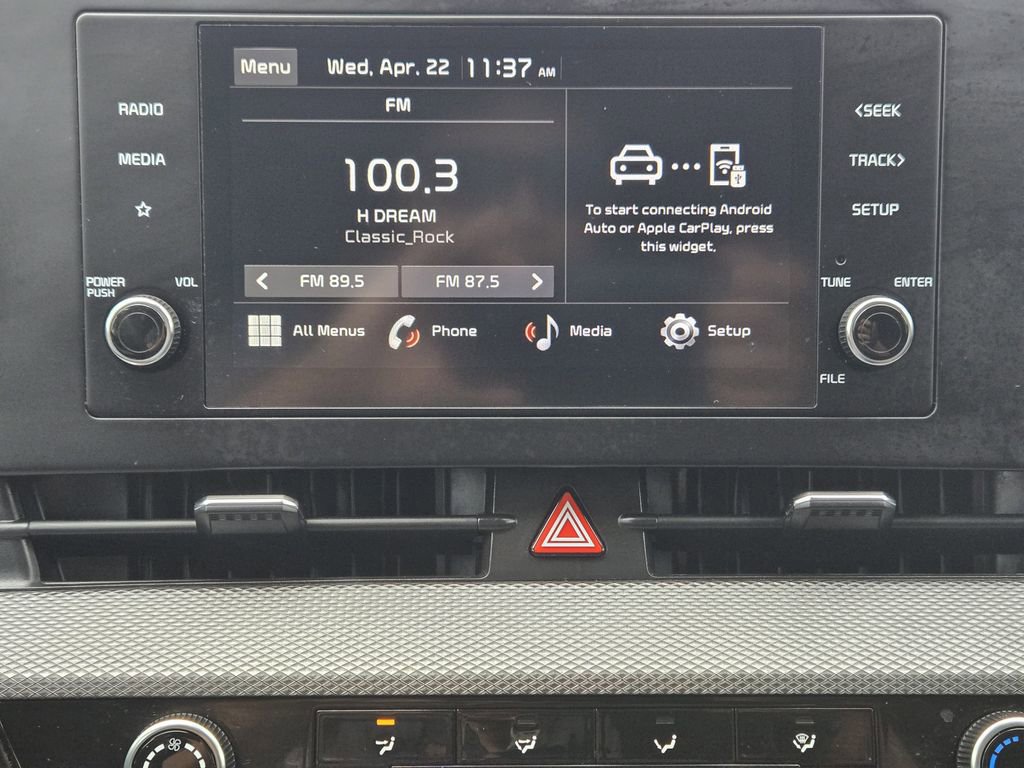 Menu Wed, Apr. 22 11:37 AM
RADIO
FM
<SEEK
MEDIA
100.3
TRACK>
H DREAM
Classic_Rock
To start connecting Android
Auto or Apple CarPlay, press
this widget.
SETUP
POWER
PUSH
VOL
< FM 89.5
FM 87.5 >
TUNE
ENTER
All Menus
Phone
Media
Setup
FILE